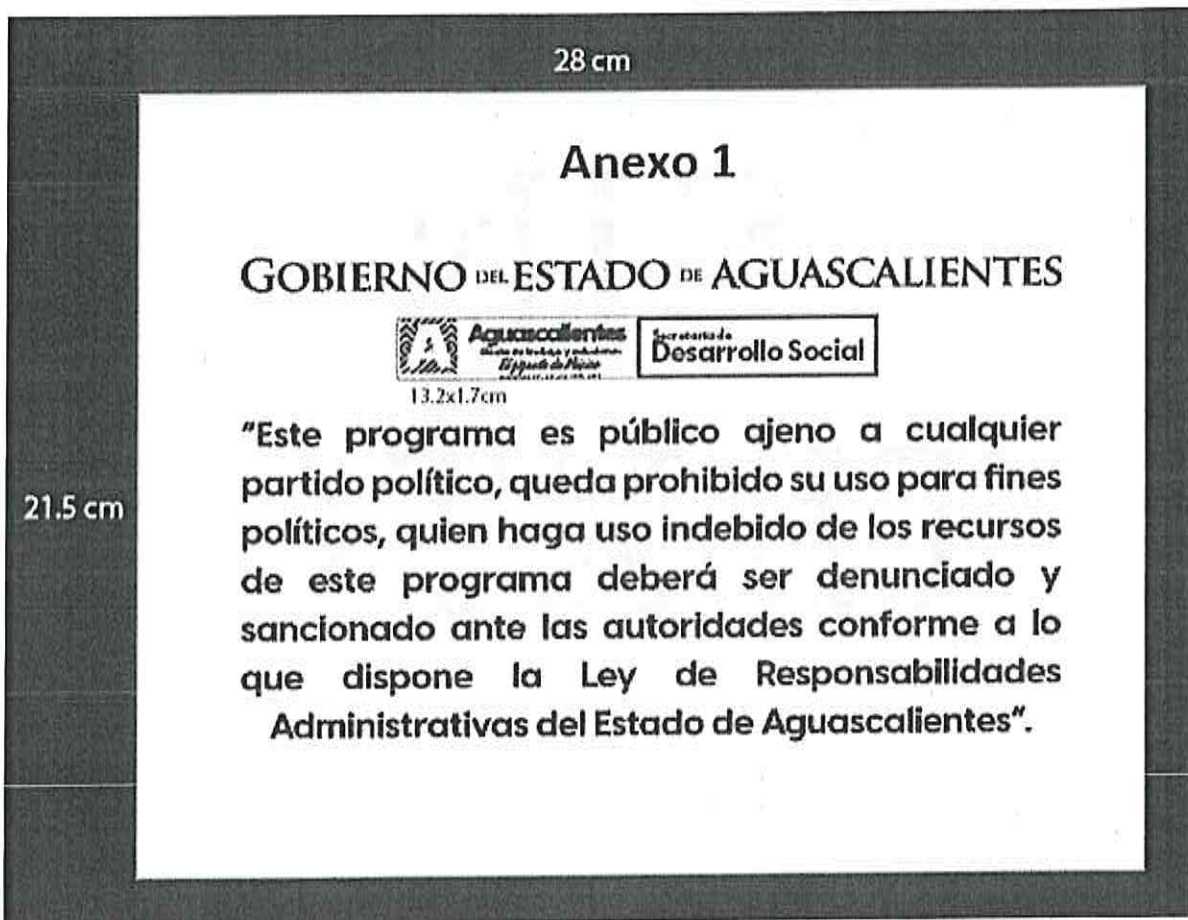 28 cm
Anexo 1
GOBIERNO DEL ESTADO DE AGUASCALIENTES
Aguascalientes
Secretaría de
Desarrollo Social
13.2x1.7cm
"Este programa es público ajeno a cualquier
partido político, queda prohibido su uso para fines
21.5 cm
políticos, quien haga uso indebido de los recursos
de este programa deberá ser denunciado y
sancionado ante las autoridades conforme a lo
que dispone la Ley de Responsabilidades
Administrativas del Estado de Aguascalientes".